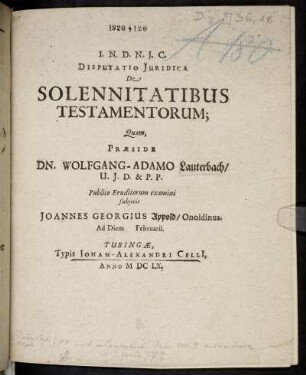 1920 4120
I. N. D. N. J. C.
DISPUTATIO JURIDICA
De
SOLENNITATIBUS
TESTAMENTORUM;
Quam,
PRÆSIDE
DN. WOLFGANG-ADAMO Lauterbach/
U. J. D. & P. P.
Publico Eruditorum examini
subjicit
JOANNES GEORGIUS Appold/ Onoldinus.
Ad Diem Februarii.
TUBINGÆ,
Typis JOHAN-ALEXANDRI CELLI,
ANNO M DC LX.